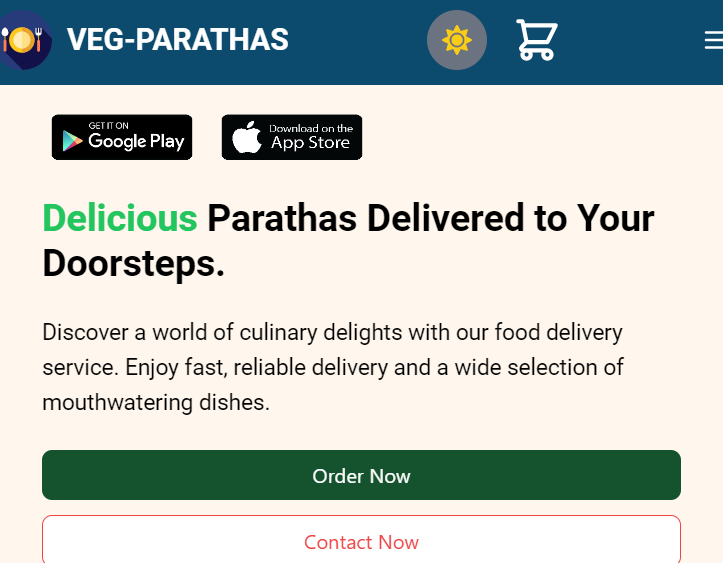 VEG-PARATHAS
GET IT ON
Google Play
Download on the
App Store
Delicious Parathas Delivered to Your
Doorsteps.
Discover a world of culinary delights with our food delivery
service. Enjoy fast, reliable delivery and a wide selection of
mouthwatering dishes.
Order Now
Contact Now